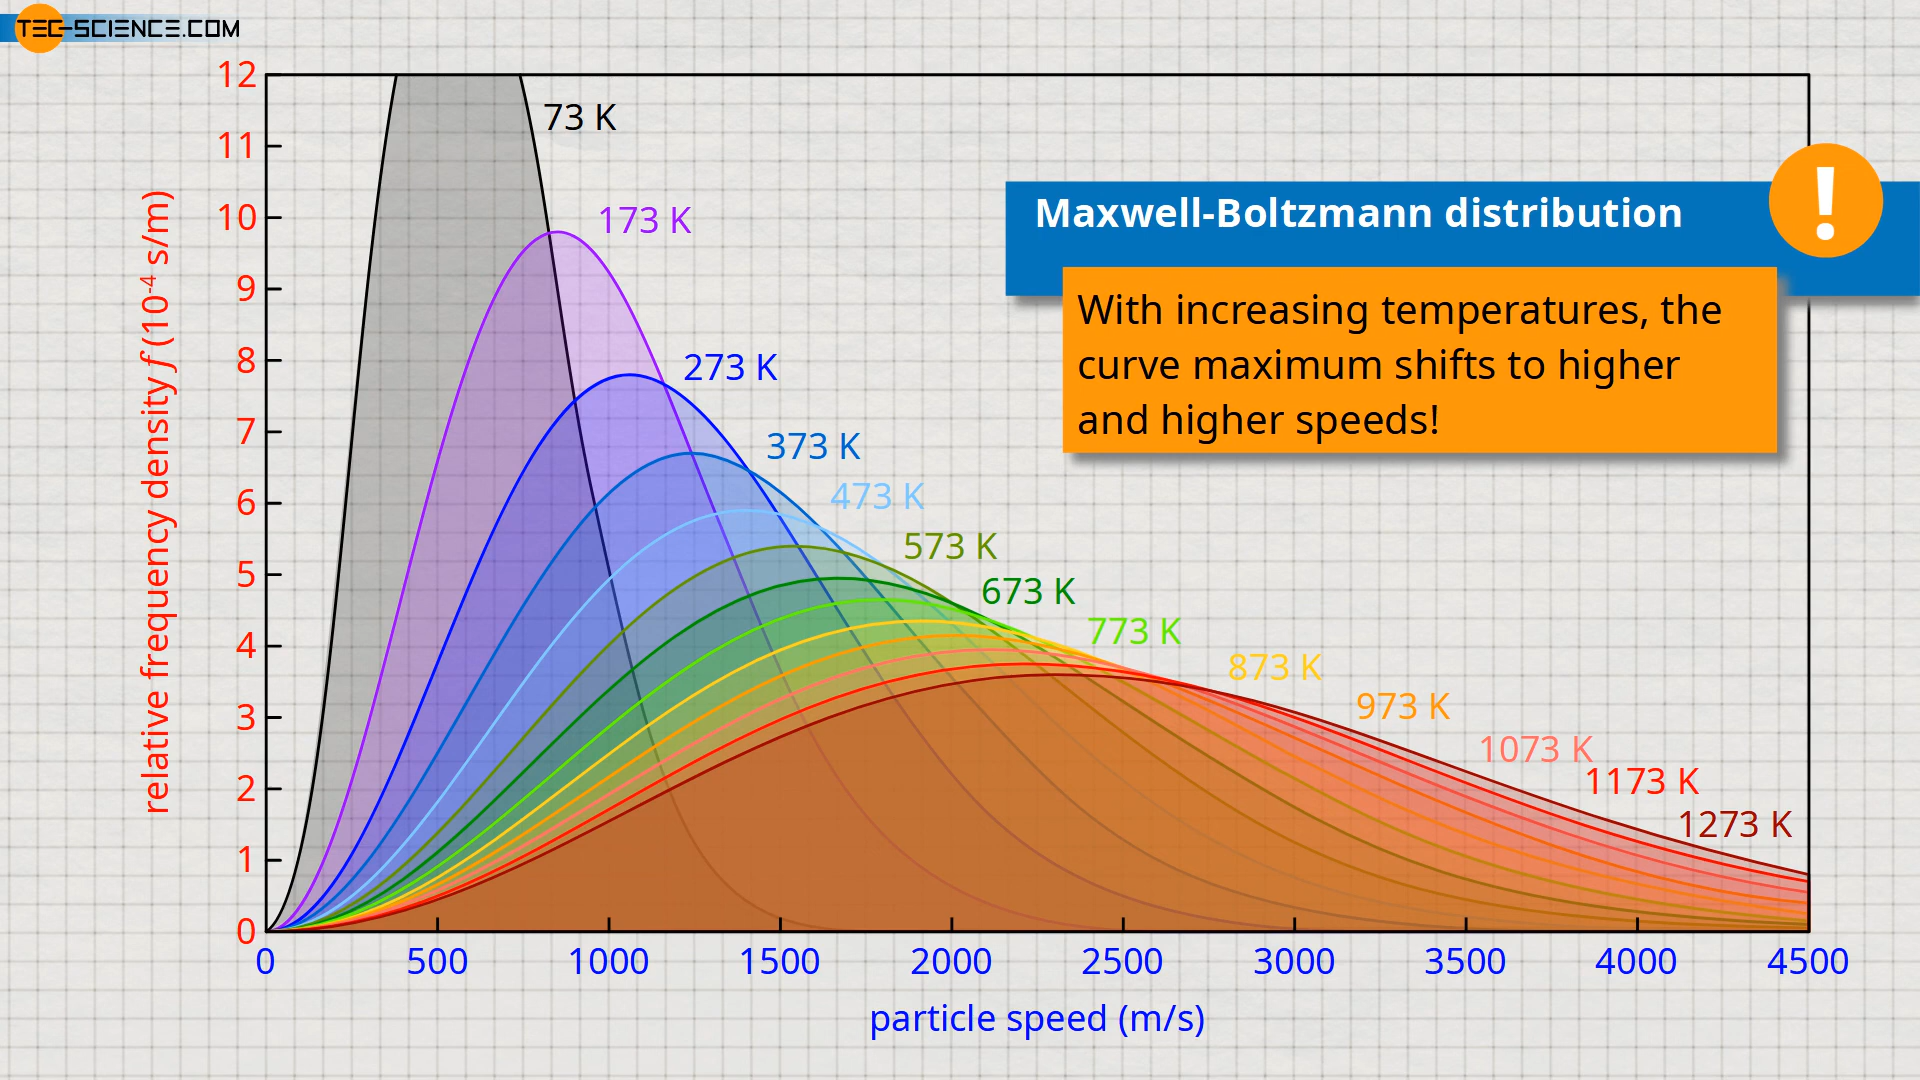 TEC-SCIENCE.COM
12
11
10
9
8
7
6
5
4
3
2
1
0
relative frequency density f (10⁻⁴ s/m)
73 K
173 K
273 K
373 K
473 K
573 K
673 K
773 K
873 K
973 K
1073 K
1173 K
1273 K
Maxwell-Boltzmann distribution
!
With increasing temperatures, the
curve maximum shifts to higher
and higher speeds!
0 500 1000 1500 2000 2500 3000 3500 4000 4500
particle speed (m/s)